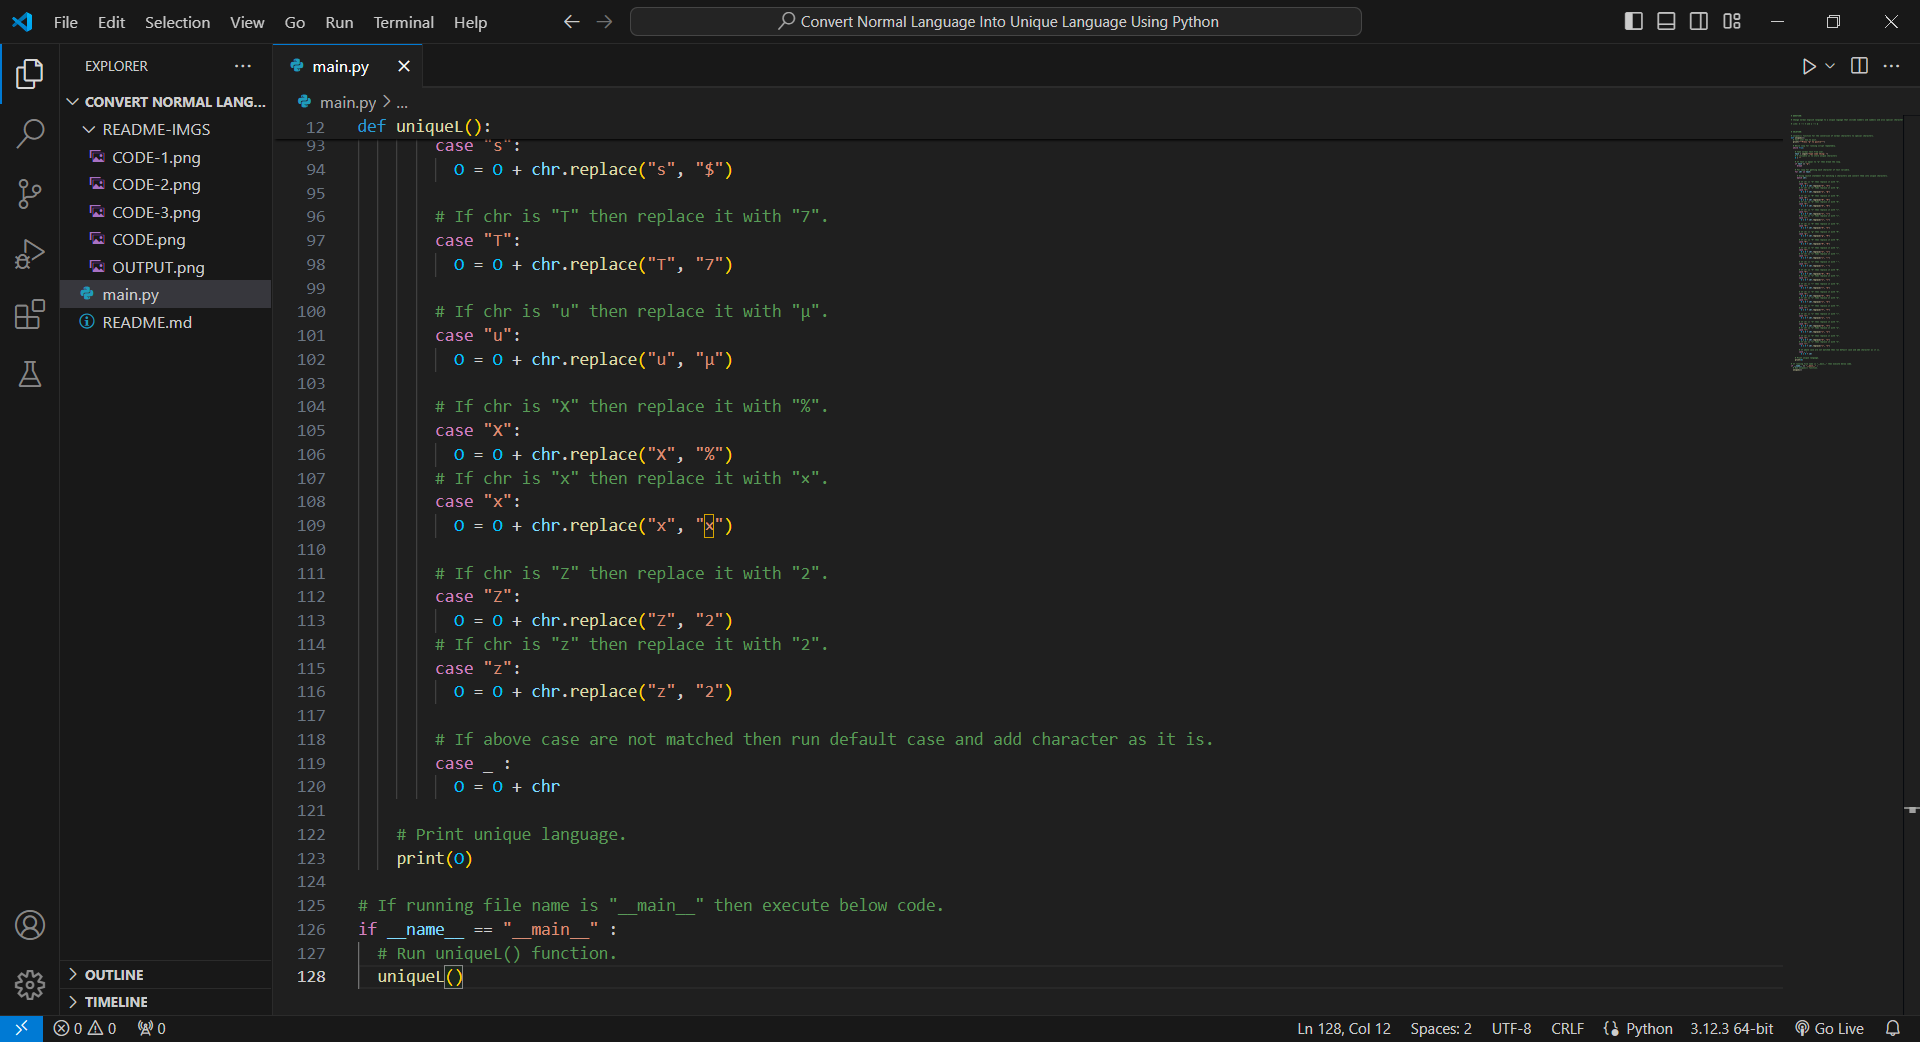 File Edit Selection View Go Run Terminal Help
Convert Normal Language Into Unique Language Using Python
EXPLORER
CONVERT NORMAL LANG...
README-IMGS
CODE-1.png
CODE-2.png
CODE-3.png
CODE.png
OUTPUT.png
main.py
README.md
OUTLINE
TIMELINE
main.py
main.py > ...
12 def uniqueL():
93 case "s":
94 O = O + chr.replace("s", "$")
95
96 # If chr is "T" then replace it with "7".
97 case "T":
98 O = O + chr.replace("T", "7")
99
100 # If chr is "u" then replace it with "µ".
101 case "u":
102 O = O + chr.replace("u", "µ")
103
104 # If chr is "X" then replace it with "%".
105 case "X":
106 O = O + chr.replace("X", "%")
107 # If chr is "x" then replace it with "×".
108 case "x":
109 O = O + chr.replace("x", "×")
110
111 # If chr is "Z" then replace it with "2".
112 case "Z":
113 O = O + chr.replace("Z", "2")
114 # If chr is "z" then replace it with "2".
115 case "z":
116 O = O + chr.replace("z", "2")
117
118 # If above case are not matched then run default case and add character as it is.
119 case _ :
120 O = O + chr
121
122 # Print unique language.
123 print(O)
124
125 # If running file name is "__main__" then execute below code.
126 if __name__ == "__main__" :
127 # Run uniqueL() function.
128 uniqueL()
0 0 0 Ln 128, Col 12 Spaces: 2 UTF-8 CRLF Python 3.12.3 64-bit Go Live